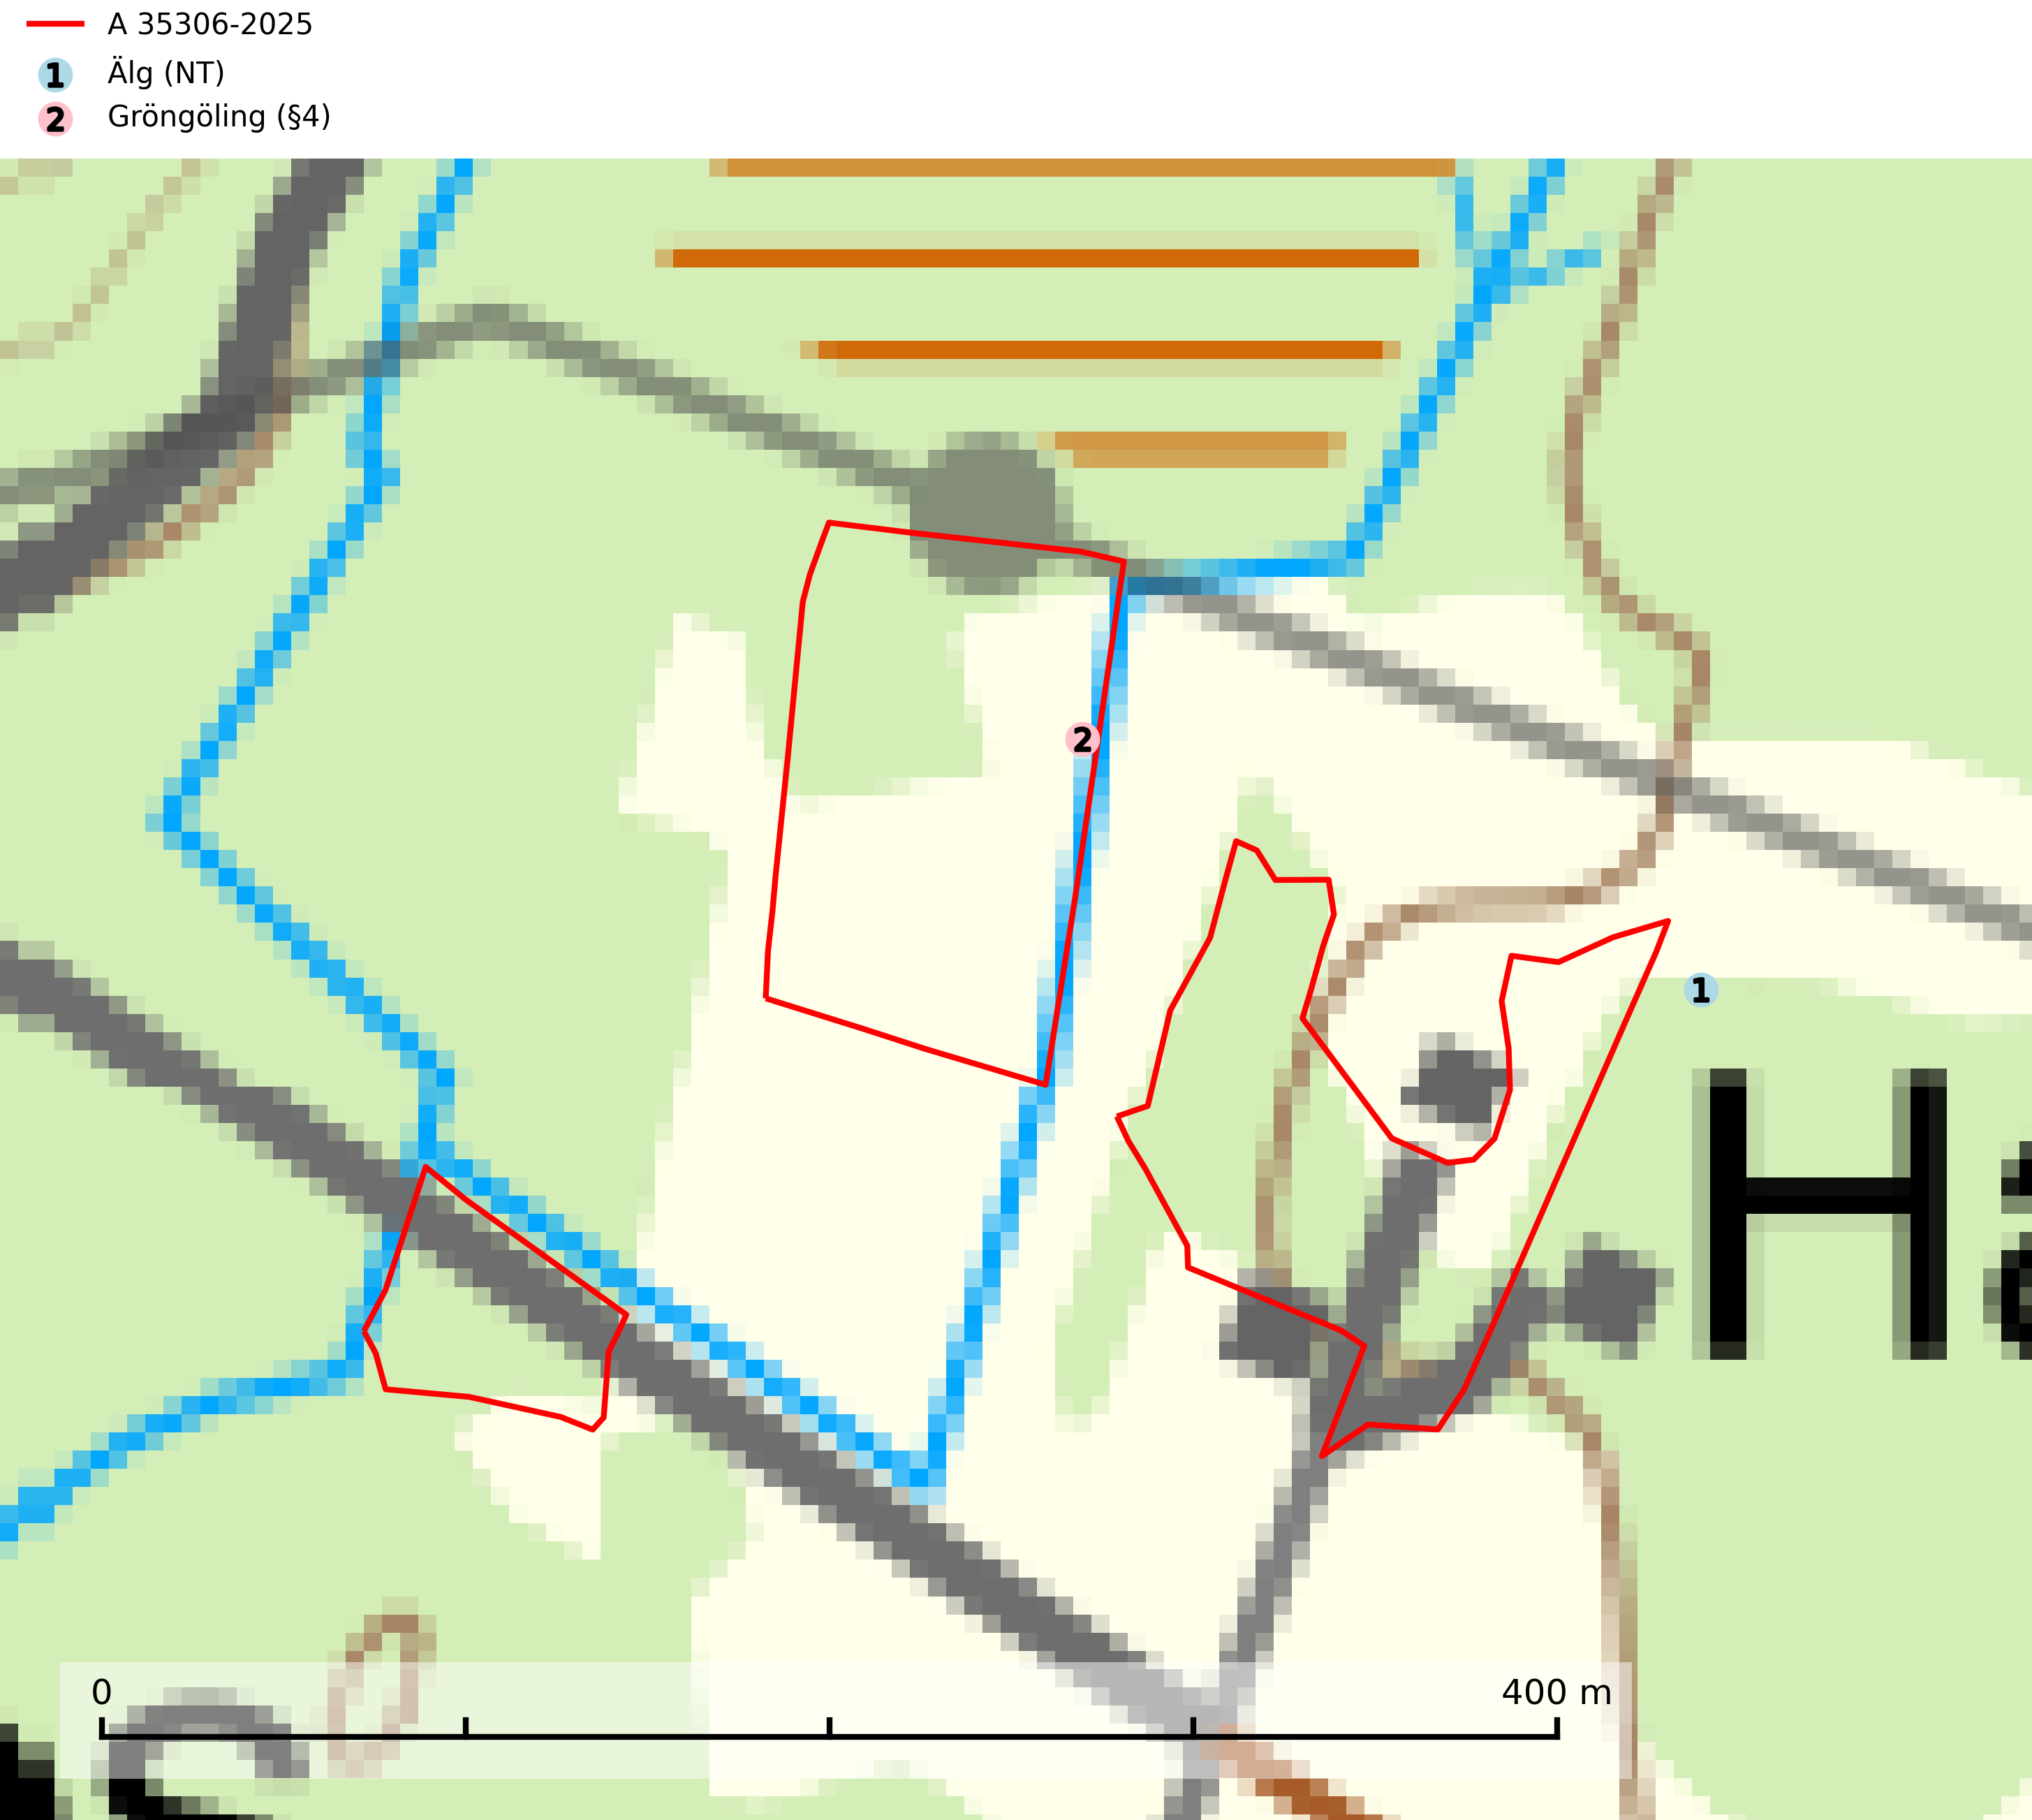 A 35306-2025
1 Älg (NT)
2 Gröngöling (§4)
2
1
H
0 400 m